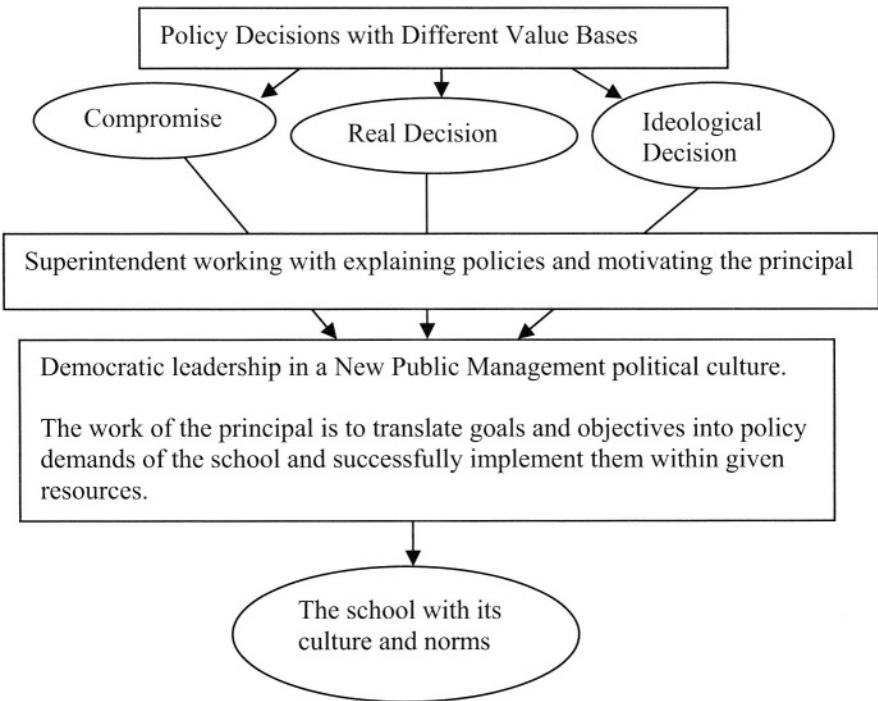 Policy Decisions with Different Value Bases
Compromise
Real Decision
Ideological
Decision
Superintendent working with explaining policies and motivating the principal
Democratic leadership in a New Public Management political culture.
The work of the principal is to translate goals and objectives into policy
demands of the school and successfully implement them within given
resources.
The school with its
culture and norms